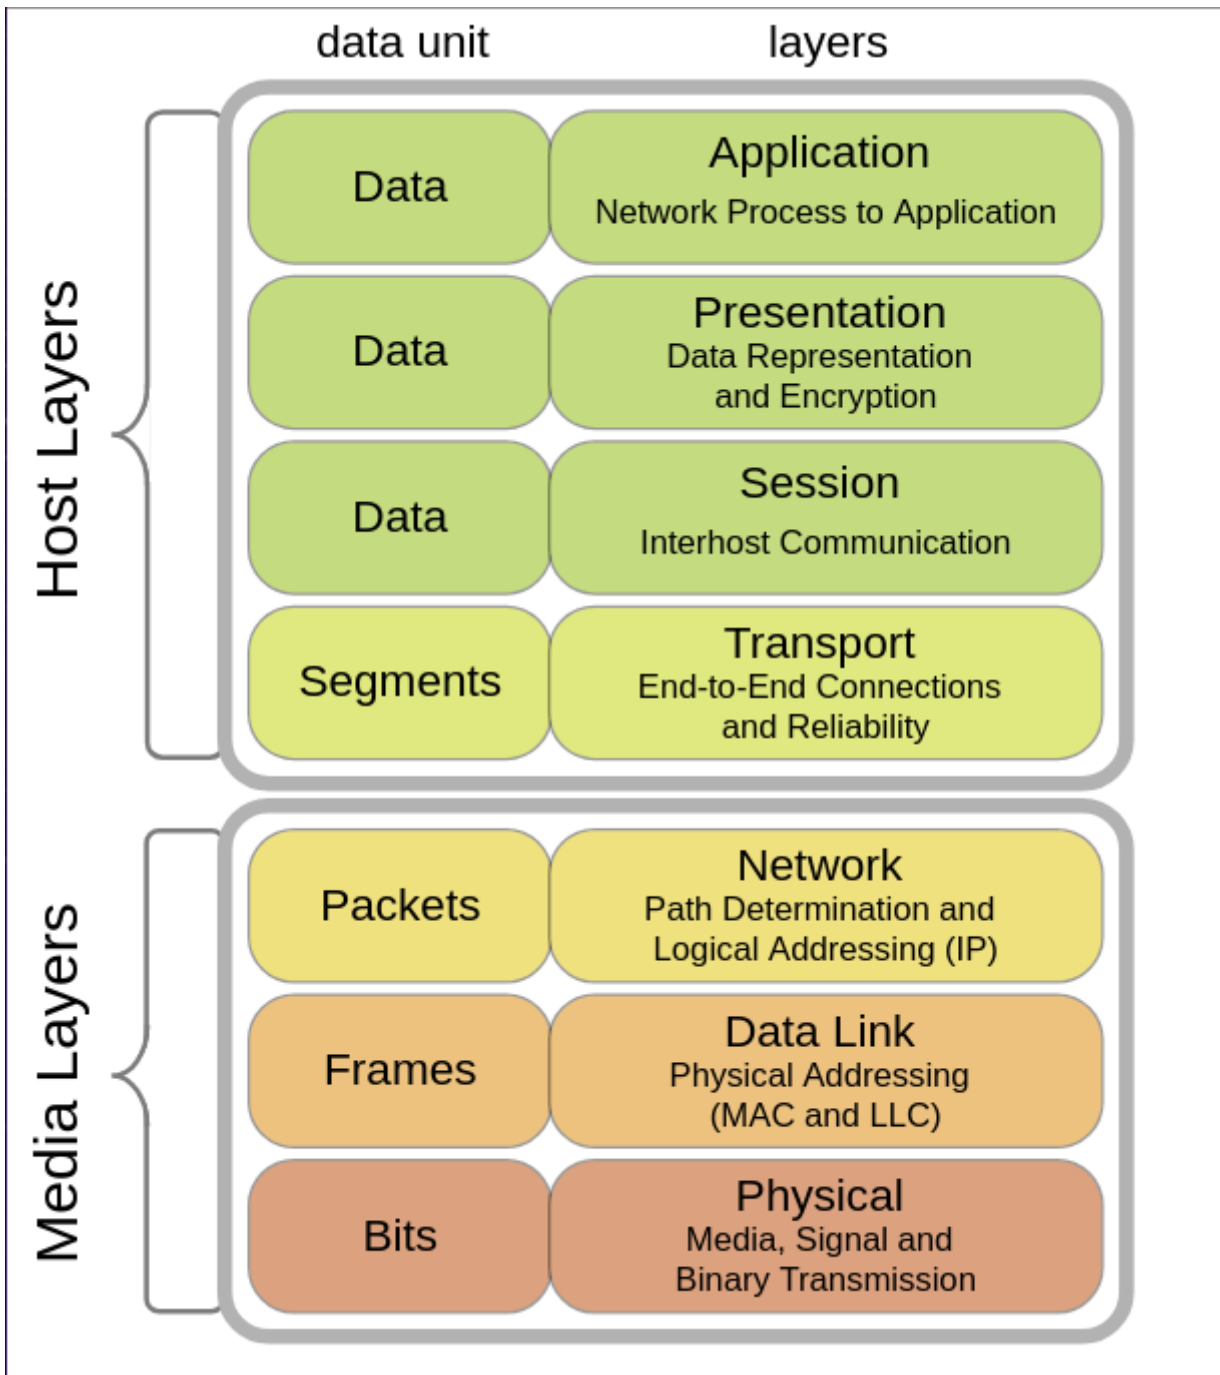 data unit
layers
Host Layers
Data
Application
Network Process to Application
Data
Presentation
Data Representation
and Encryption
Data
Session
Interhost Communication
Segments
Transport
End-to-End Connections
and Reliability
Media Layers
Packets
Network
Path Determination and
Logical Addressing (IP)
Frames
Data Link
Physical Addressing
(MAC and LLC)
Bits
Physical
Media, Signal and
Binary Transmission